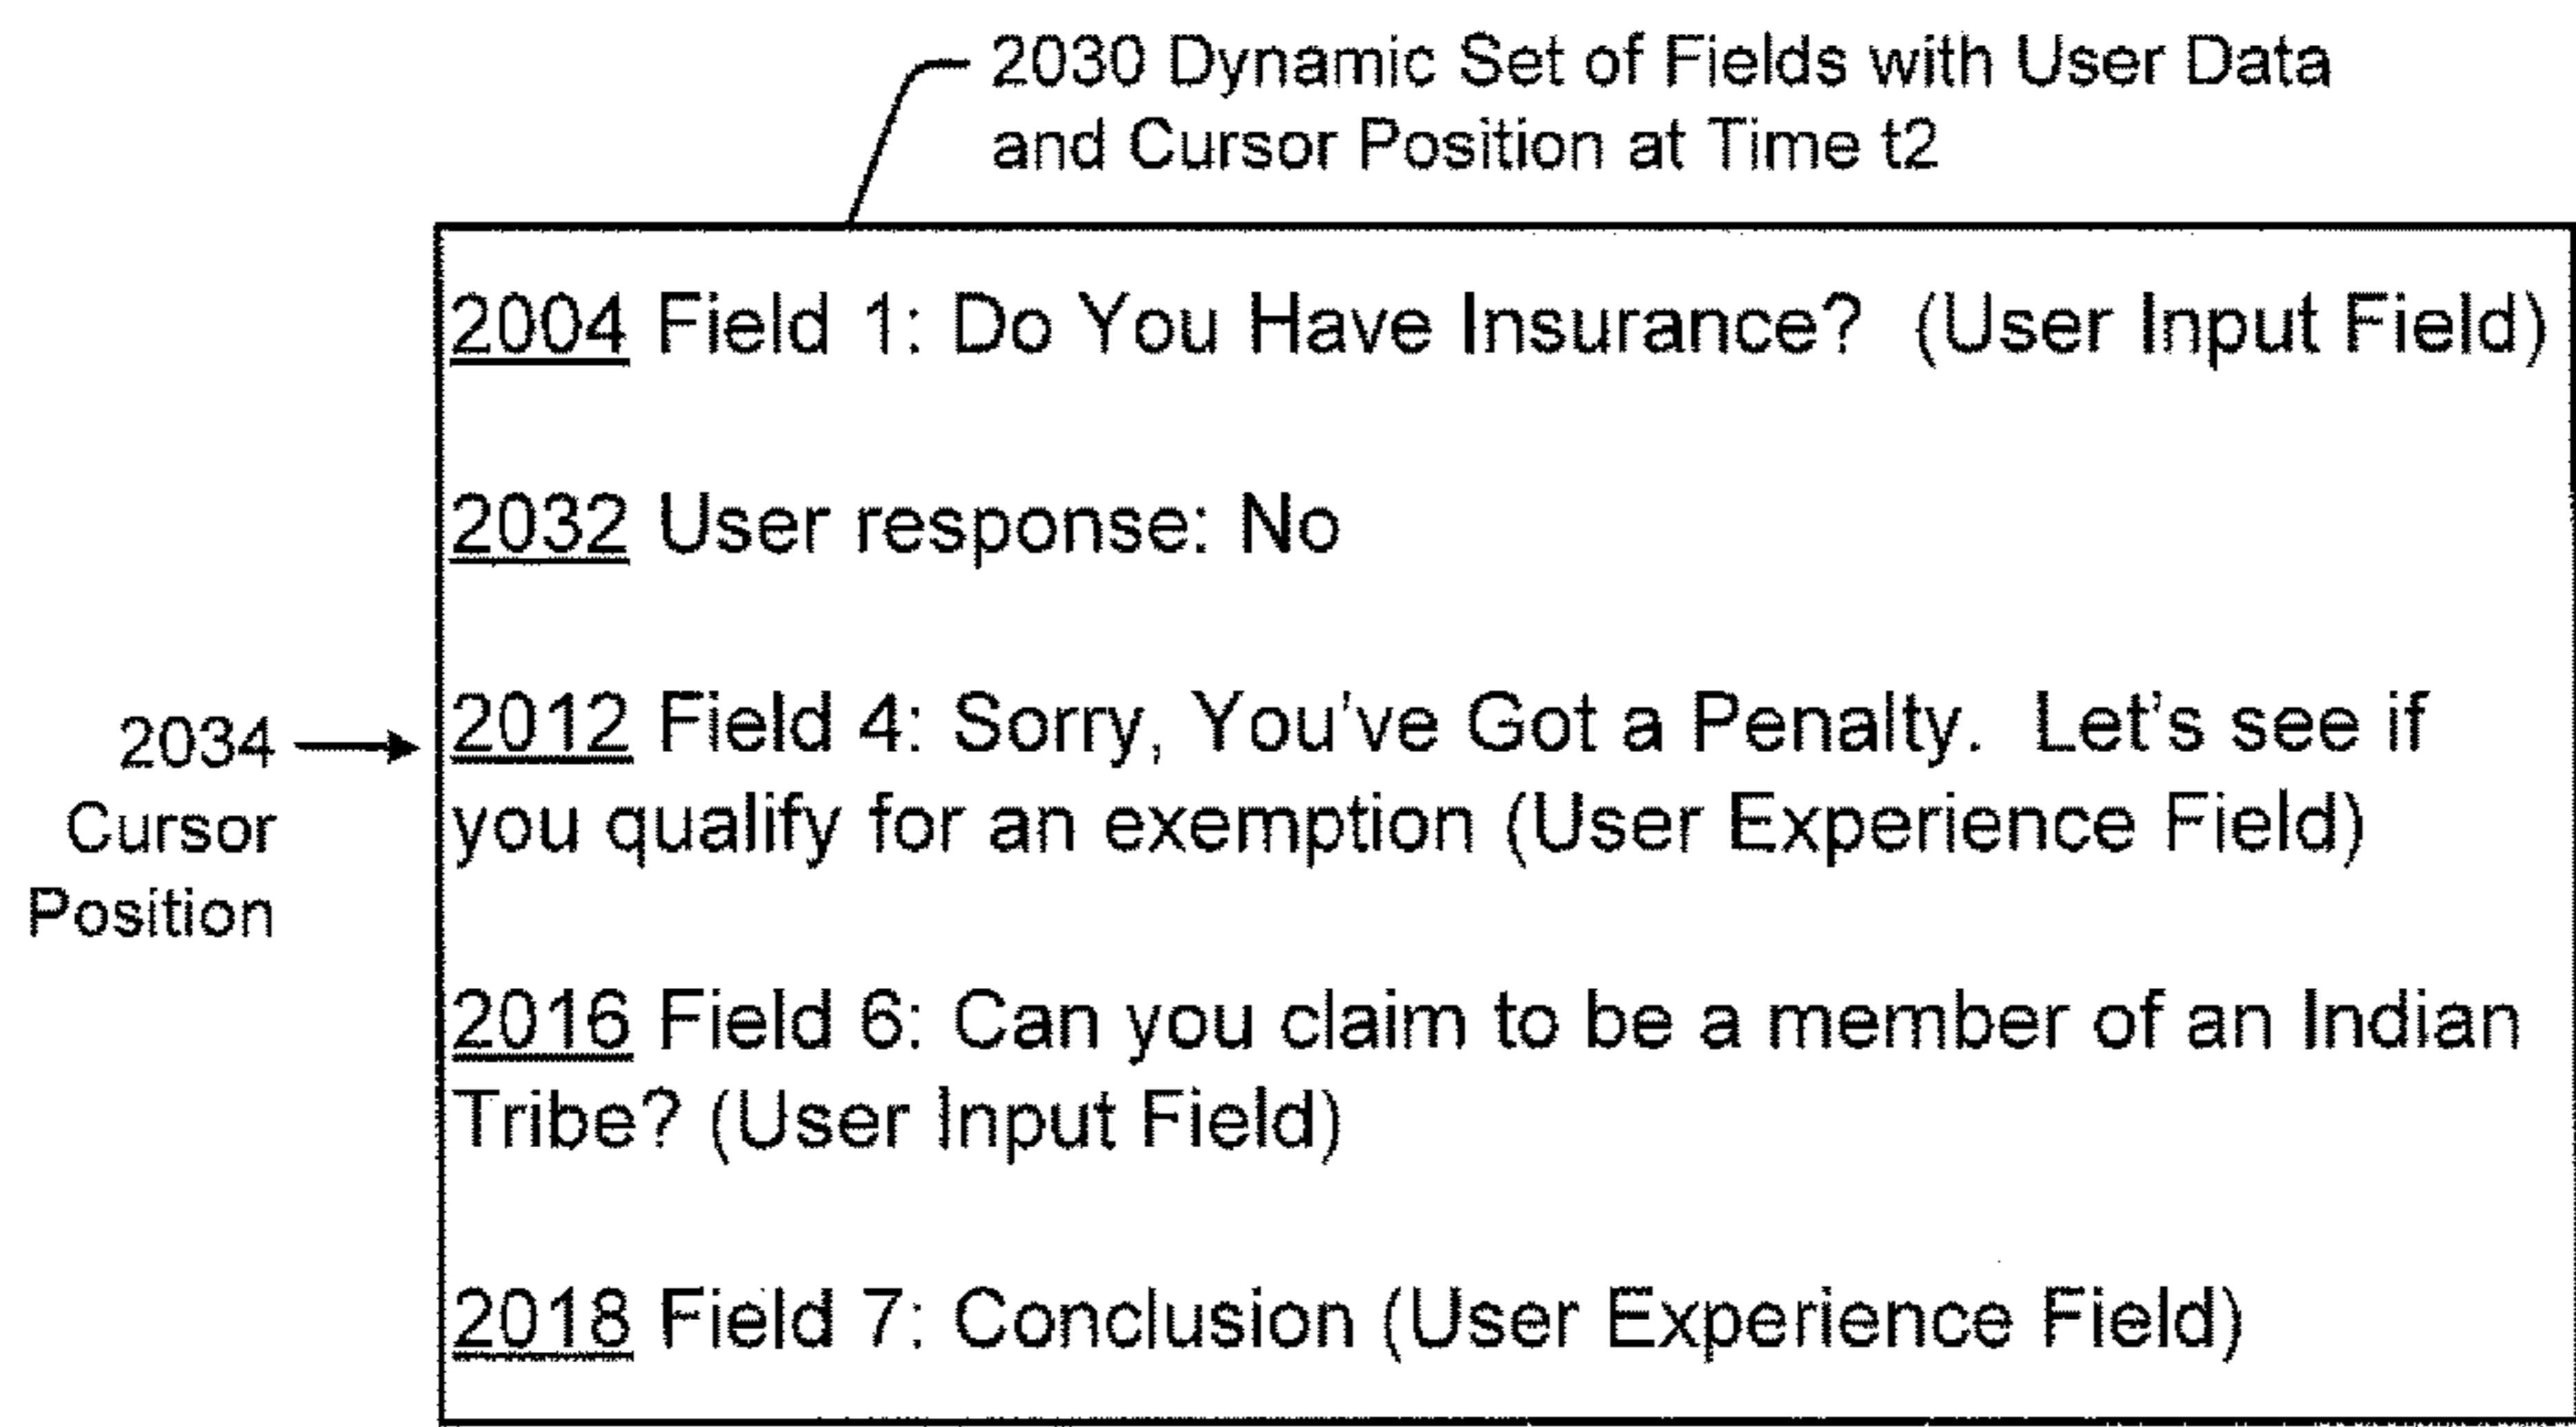 2030 Dynamic Set of Fields with User Data
and Cursor Position at Time t2
2004 Field 1: Do You Have Insurance? (User Input Field)
2032 User response: No
2034
Cursor
Position
2012 Field 4: Sorry, You've Got a Penalty. Let's see if
you qualify for an exemption (User Experience Field)
2016 Field 6: Can you claim to be a member of an Indian
Tribe? (User Input Field)
2018 Field 7: Conclusion (User Experience Field)